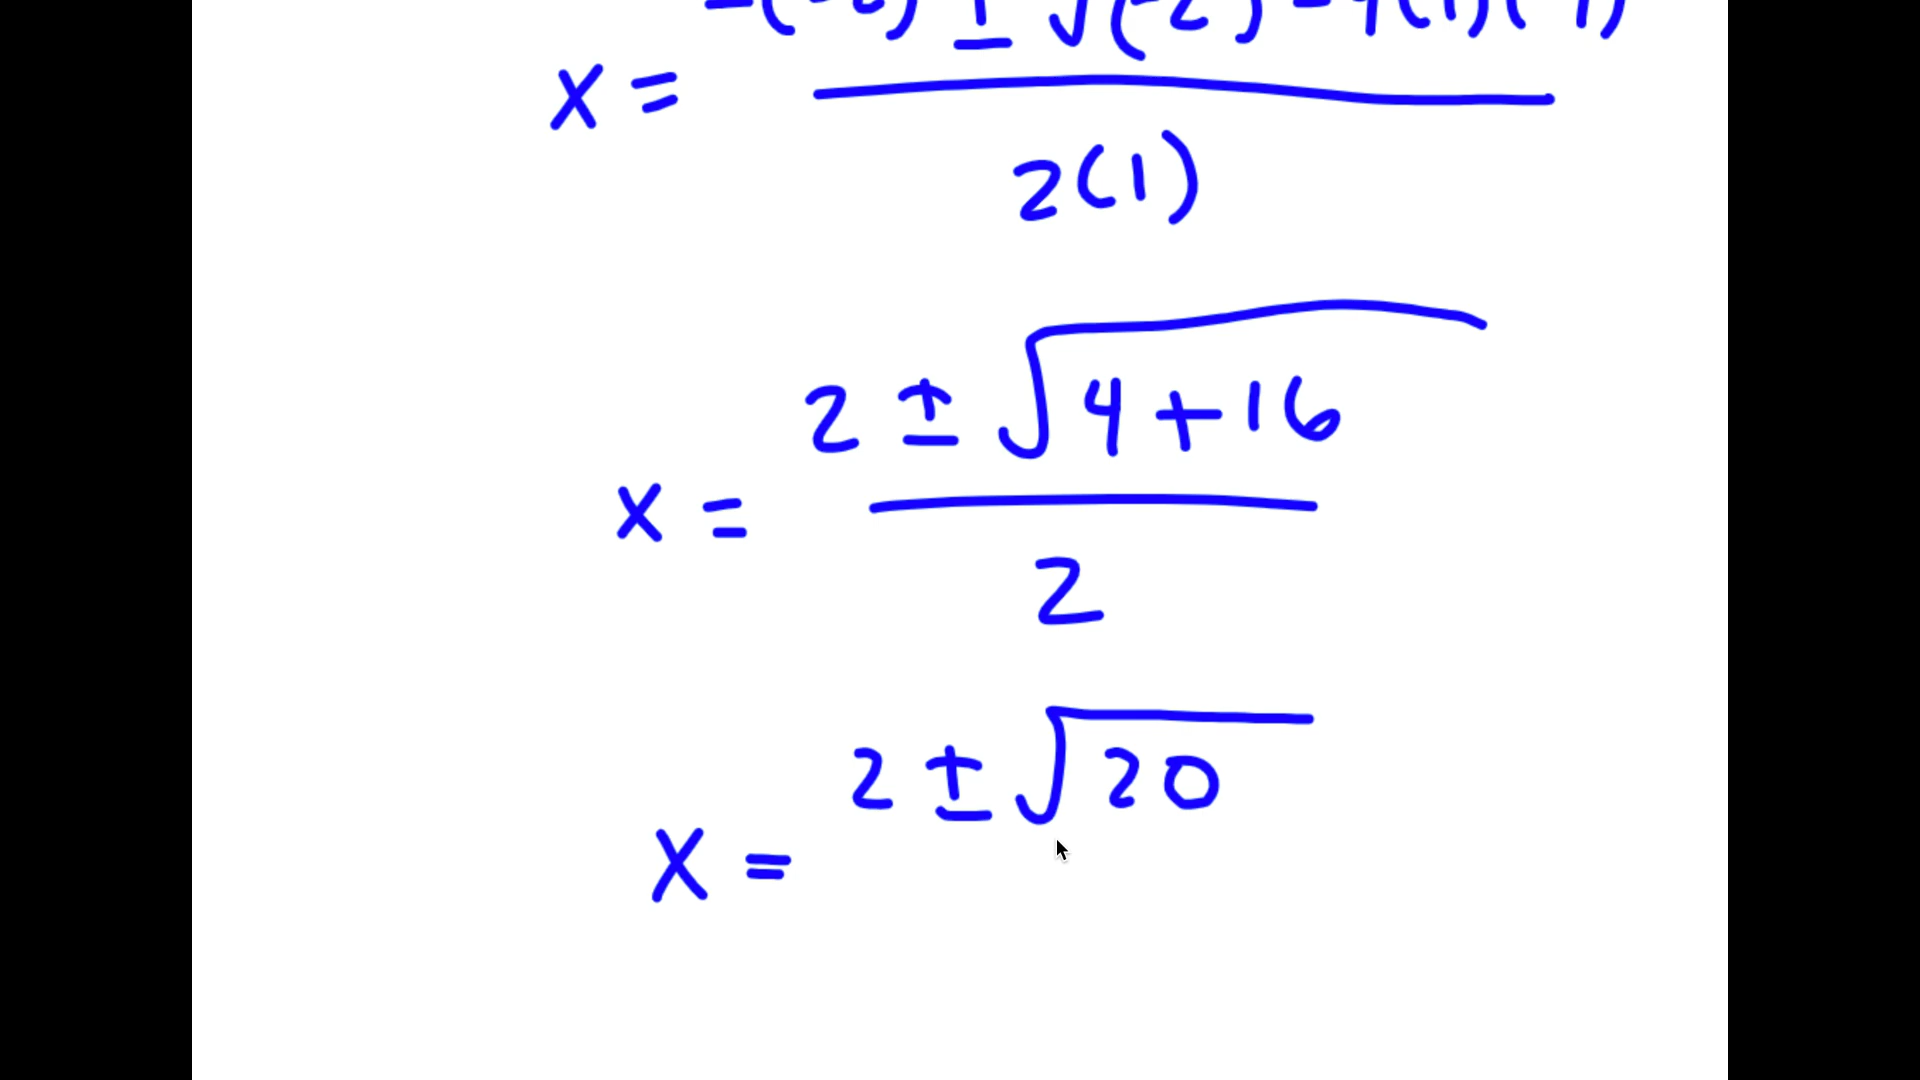 x = 2(1)
x = 2 ± √4+16 / 2
x = 2 ± √20